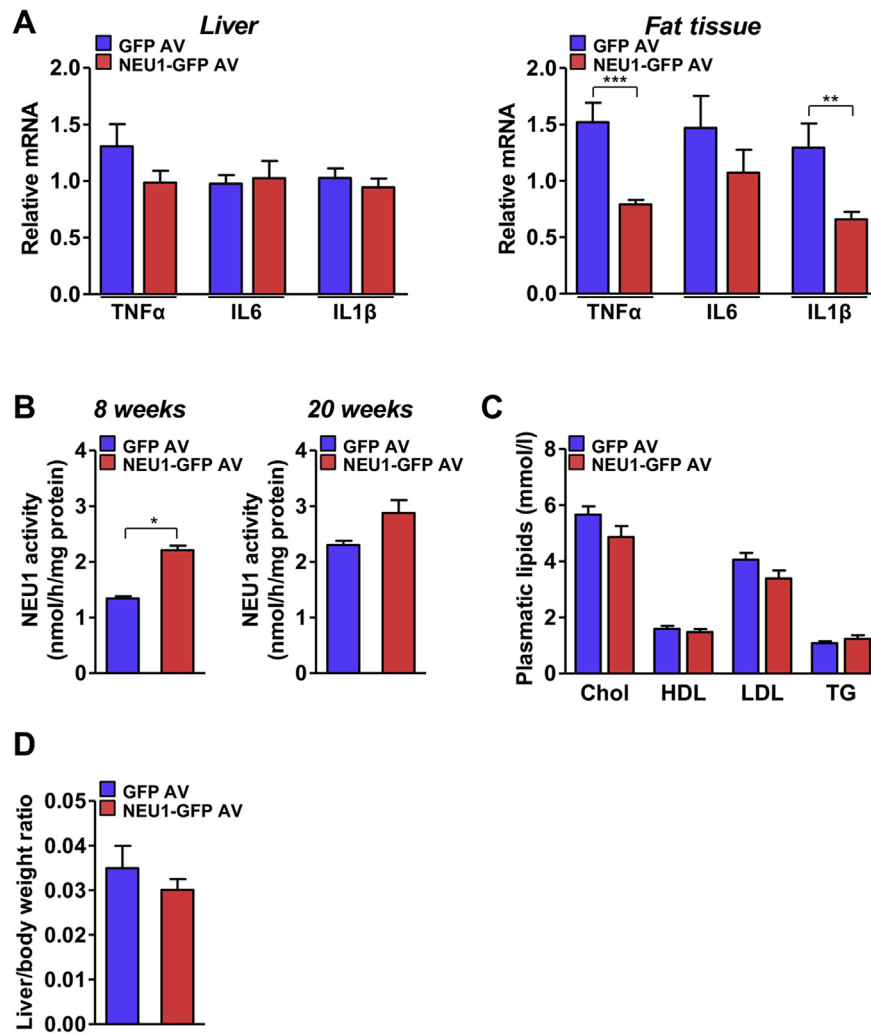 A
Liver
GFP AV
NEU1-GFP AV
Relative mRNA
2.0
1.5
1.0
0.5
0.0
TNFα IL6 IL1β
Fat tissue
GFP AV
NEU1-GFP AV
Relative mRNA
2.0
1.5
1.0
0.5
0.0
***
**
TNFα IL6 IL1β
B
8 weeks
GFP AV
NEU1-GFP AV
NEU1 activity
(nmol/h/mg protein)
4
3
2
1
0
*
20 weeks
GFP AV
NEU1-GFP AV
NEU1 activity
(nmol/h/mg protein)
4
3
2
1
0
C
GFP AV
NEU1-GFP AV
Plasmatic lipids (mmol/l)
8
6
4
2
0
Chol HDL LDL TG
D
GFP AV
NEU1-GFP AV
Liver/body weight ratio
0.05
0.04
0.03
0.02
0.01
0.00